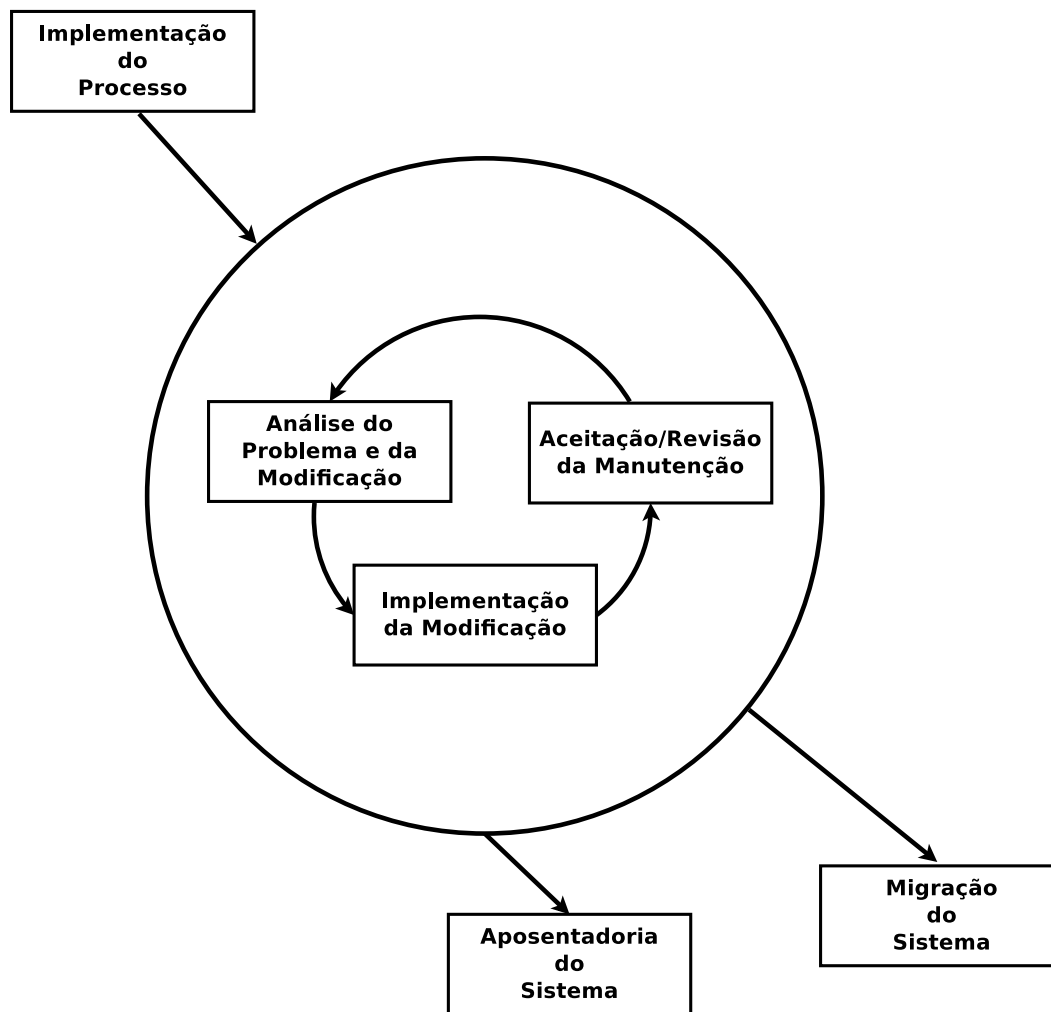 Implementação
do
Processo
Análise do
Problema e da
Modificação
Aceitação/Revisão
da Manutenção
Implementação
da Modificação
Migração
do
Sistema
Aposentadoria
do
Sistema